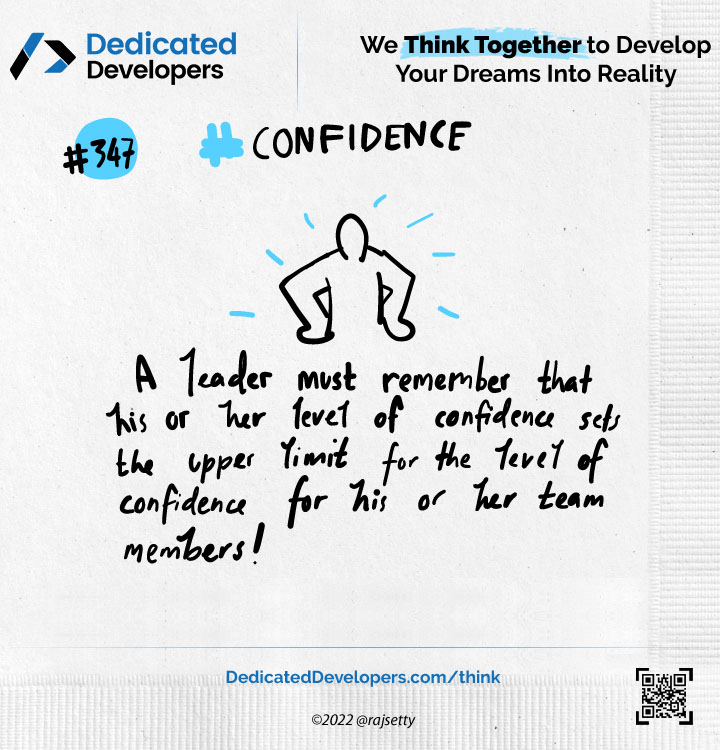 Dedicated
Developers
We Think Together to Develop
Your Dreams Into Reality
#347
# CONFIDENCE
A leader must remember that
his or her level of confidence sets
the upper limit for the level of
confidence for his or her team
members!
DedicatedDevelopers.com/think
©2022 @rajsetty